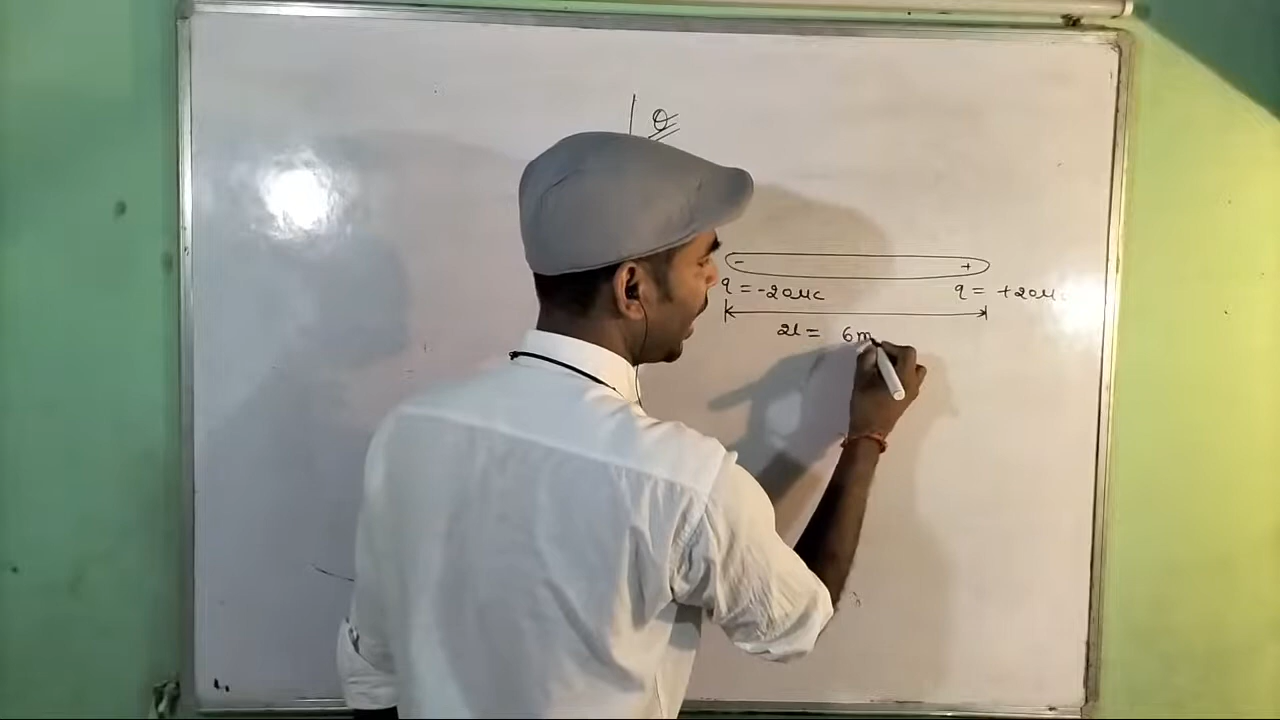 Q
- +
q = -20μc q = +20μc
2l = 6m